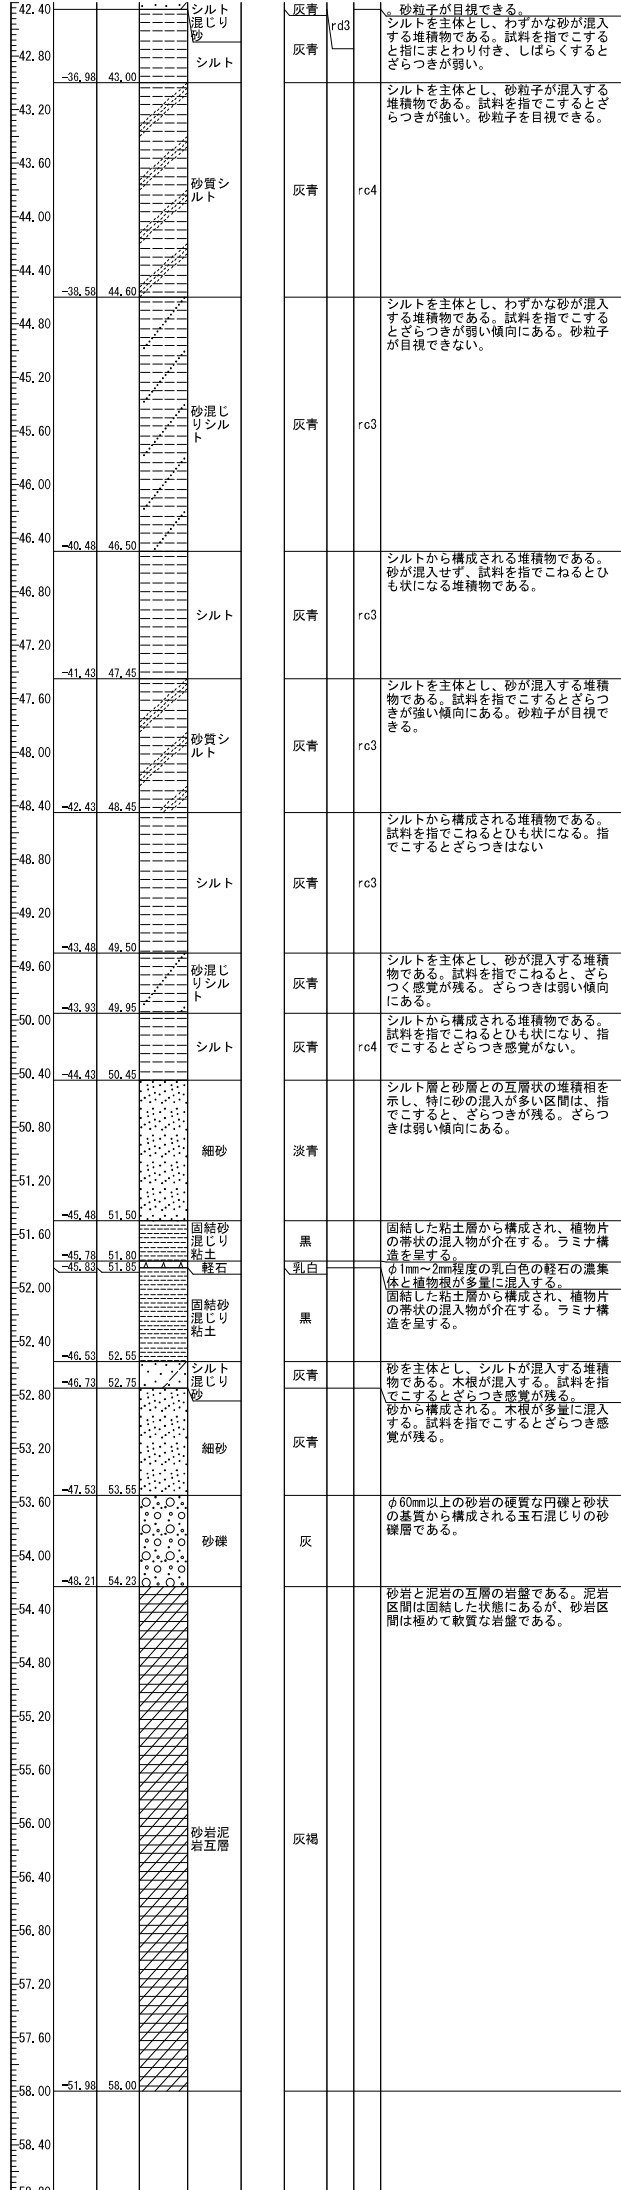 42.40
42.80
43.20
43.60
44.00
44.40
44.80
45.20
45.60
46.00
46.40
46.80
47.20
47.60
48.00
48.40
48.80
49.20
49.60
50.00
50.40
50.80
51.20
51.60
52.00
52.40
52.80
53.20
53.60
54.00
54.40
54.80
55.20
55.60
56.00
56.40
56.80
57.20
57.60
58.00
58.40
シルト
混じり
砂
灰青
rd3
。砂粒子が目視できる。
-36.98 43.00
シルト
灰青
シルトを主体とし、わずかな砂が混入
する堆積物である。試料を指でこする
と指にまとわり付き、しばらくすると
ざらつきが弱い。
-38.58 44.60
砂質シ
ルト
灰青
rc4
シルトを主体とし、砂粒子が混入する
堆積物である。試料を指でこするとざ
らつきが強い。砂粒子を目視できる。
-40.48 46.50
砂混じ
りシル
ト
灰青
rc3
シルトを主体とし、わずかな砂が混入
する堆積物である。試料を指でこする
とざらつきが弱い傾向にある。砂粒子
が目視できない。
-41.43 47.45
シルト
灰青
rc3
シルトから構成される堆積物である。
砂が混入せず、試料を指でこねるとひ
も状になる堆積物である。
-42.43 48.45
砂質シ
ルト
灰青
rc3
シルトを主体とし、砂が混入する堆積
物である。試料を指でこするとざらつ
きが強い傾向にある。砂粒子が目視で
きる。
-43.48 49.50
シルト
灰青
rc3
シルトから構成される堆積物である。
試料を指でこねるとひも状になる。指
でこするとざらつきはない
-43.93 49.95
砂混じ
りシル
ト
灰青
シルトを主体とし、砂が混入する堆積
物である。試料を指でこねると、ざら
つく感覚が残る。ざらつきは弱い傾向
にある。
-44.43 50.45
シルト
灰青
rc4
シルトから構成される堆積物である。
試料を指でこねるとひも状になり、指
でこするとざらつき感覚がない。
-45.48 51.50
細砂
淡青
シルト層と砂層との互層状の堆積相を
示し、特に砂の混入が多い区間は、指
でこすると、ざらつきが残る。ざらつ
きは弱い傾向にある。
-45.78 51.80
固結砂
混じり
粘土
黒
固結した粘土層から構成され、植物片
の帯状の混入物が介在する。ラミナ構
造を呈する。
-45.83 51.85
軽石
乳白
φ1mm～2mm程度の乳白色の軽石の濃集
体と植物根が多量に混入する。
-46.53 52.55
固結砂
混じり
粘土
黒
固結した粘土層から構成され、植物片
の帯状の混入物が介在する。ラミナ構
造を呈する。
-46.73 52.75
シルト
混じり
砂
灰青
砂を主体とし、シルトが混入する堆積
物である。木根が混入する。試料を指
でこするとざらつき感覚が残る。
-47.53 53.55
細砂
灰青
砂から構成される。木根が多量に混入
する。試料を指でこするとざらつき感
覚が残る。
-48.21 54.23
砂礫
灰
φ60mm以上の砂岩の硬質な円礫と砂状
の基質から構成される玉石混じりの砂
礫層である。
-51.98 58.00
砂岩泥
岩互層
灰褐
砂岩と泥岩の互層の岩盤である。泥岩
区間は固結した状態にあるが、砂岩区
間は極めて軟質な岩盤である。